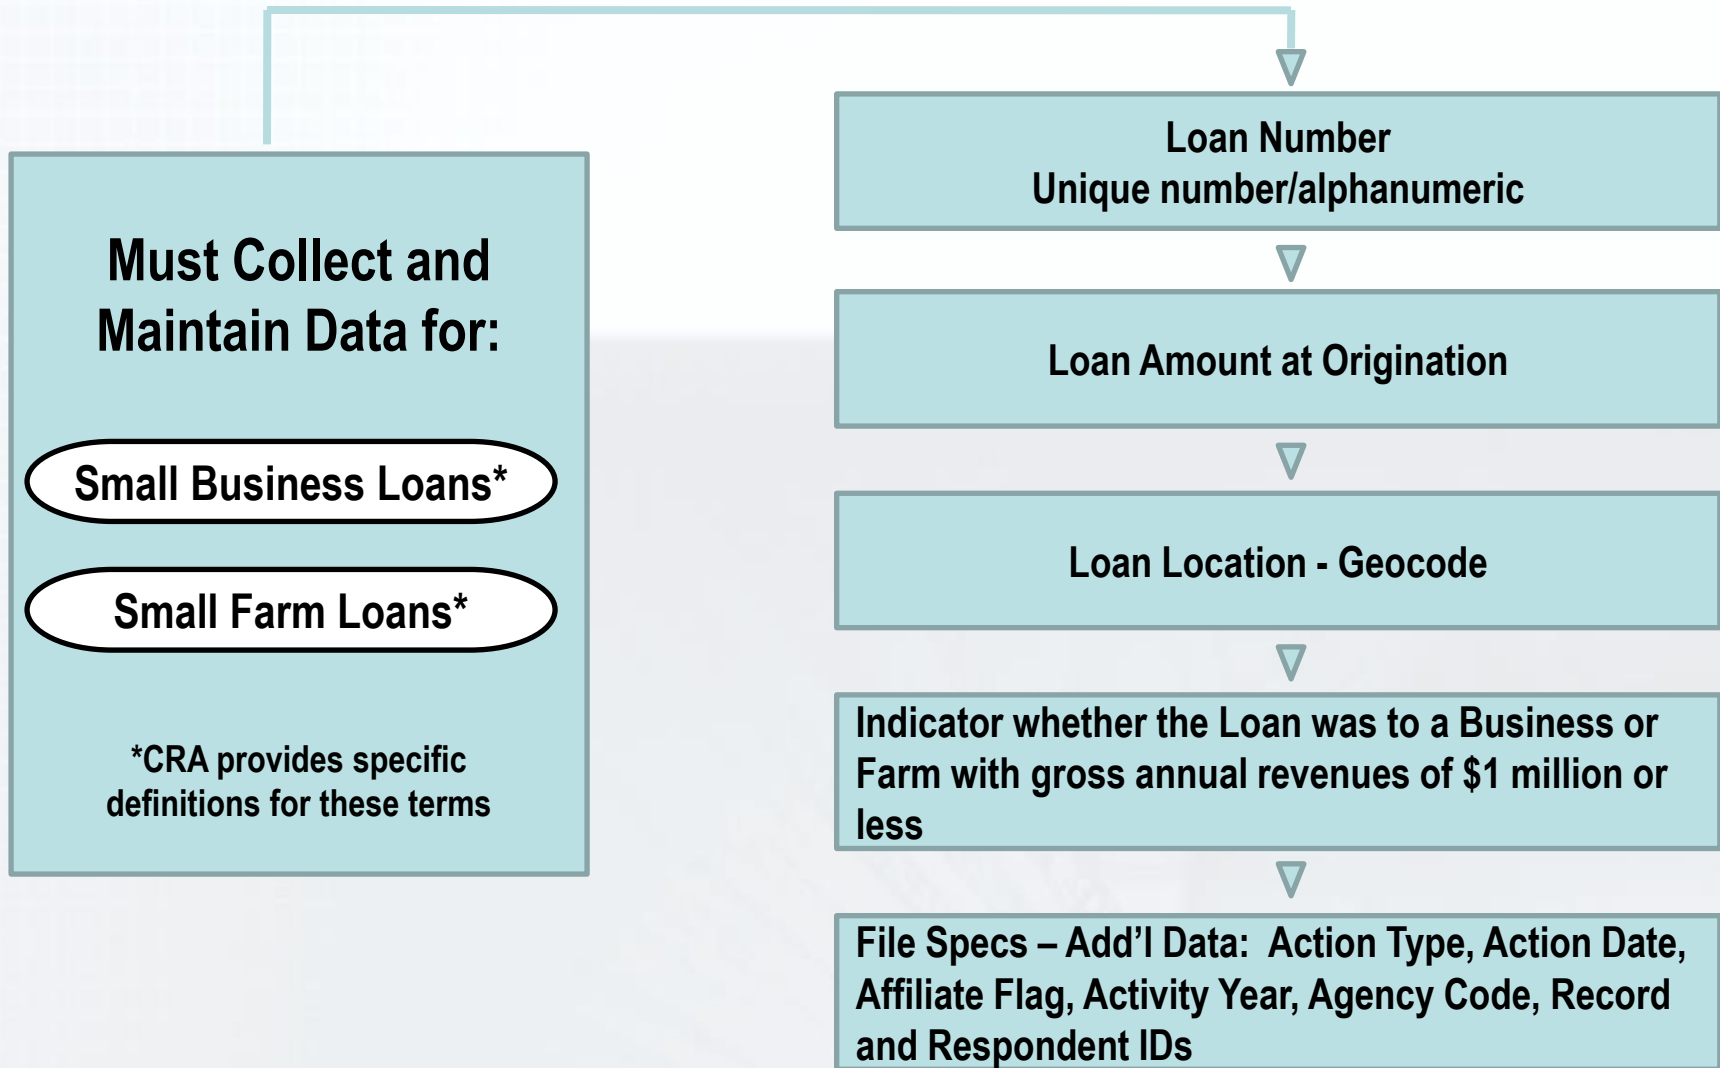 Must Collect and
Maintain Data for:
Small Business Loans*
Small Farm Loans*
*CRA provides specific
definitions for these terms
Loan Number
Unique number/alphanumeric
Loan Amount at Origination
Loan Location - Geocode
Indicator whether the Loan was to a Business or
Farm with gross annual revenues of $1 million or
less
File Specs – Add’l Data:  Action Type, Action Date,
Affiliate Flag, Activity Year, Agency Code, Record
and Respondent IDs